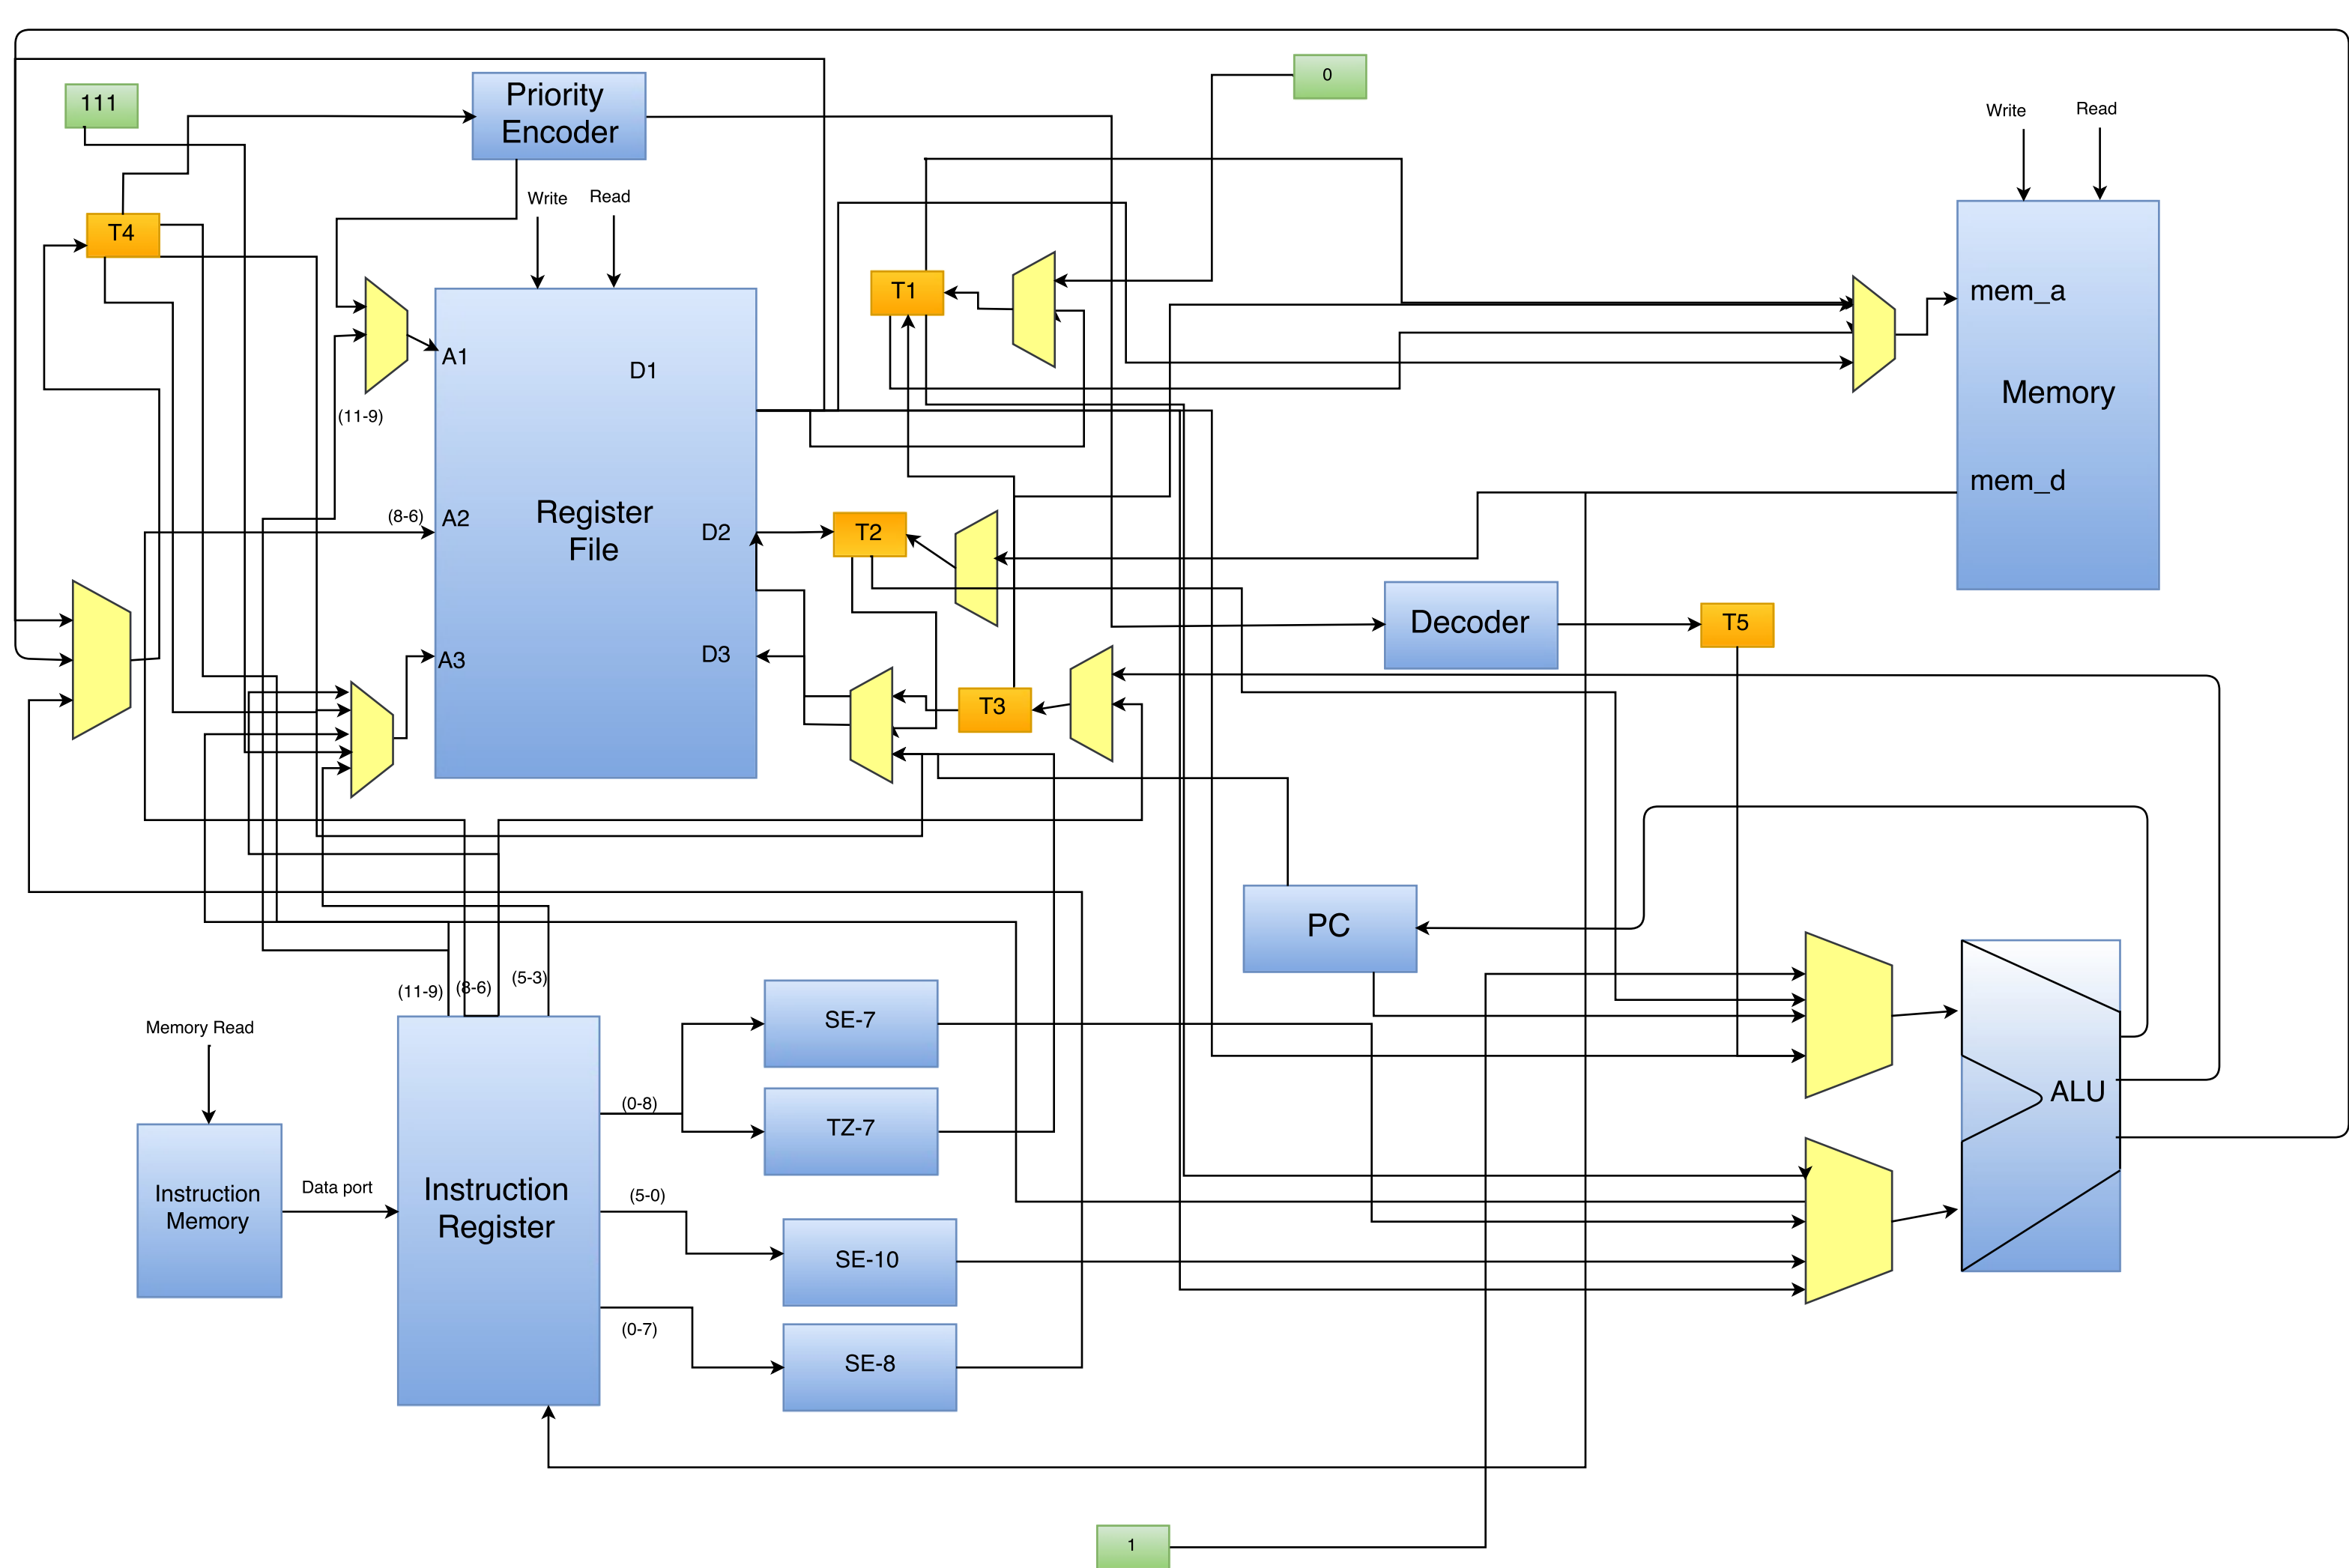 0
111
Priority
Encoder
Write
Read
Write
Read
T4
T1
mem_a
A1
D1
Memory
(11-9)
mem_d
(8-6)
A2
Register
File
D2
T2
Decoder
T5
A3
D3
T3
PC
(11-9)
(8-6)
(5-3)
Memory Read
SE-7
(0-8)
TZ-7
ALU
Instruction
Memory
Data port
Instruction
Register
(5-0)
SE-10
(0-7)
SE-8
1